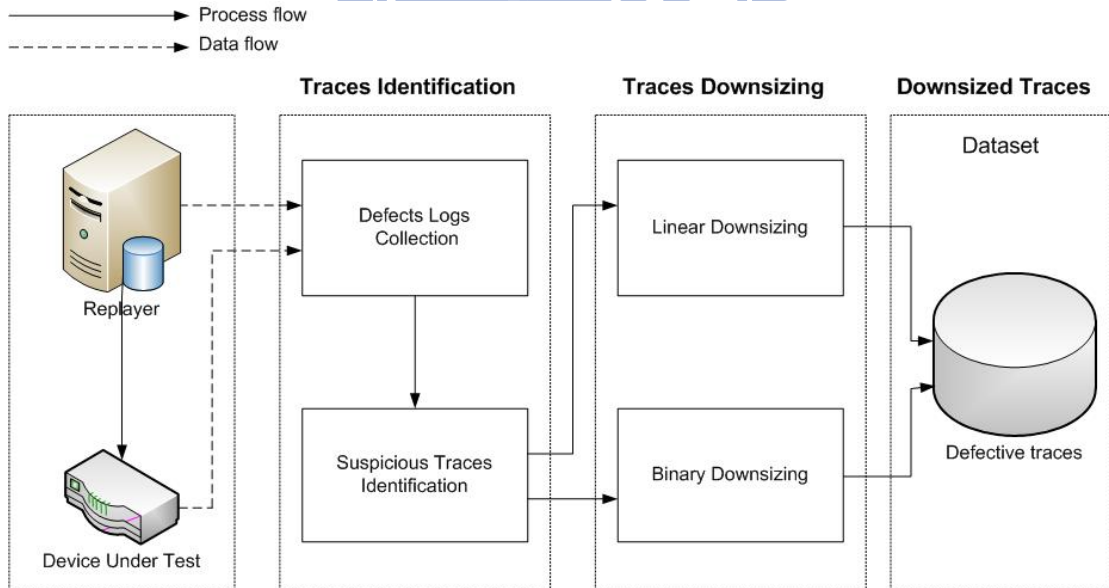 Process flow
Data flow
Traces Identification
Traces Downsizing
Downsized Traces
Replayer
Device Under Test
Defects Logs
Collection
Suspicious Traces
Identification
Linear Downsizing
Binary Downsizing
Dataset
Defective traces